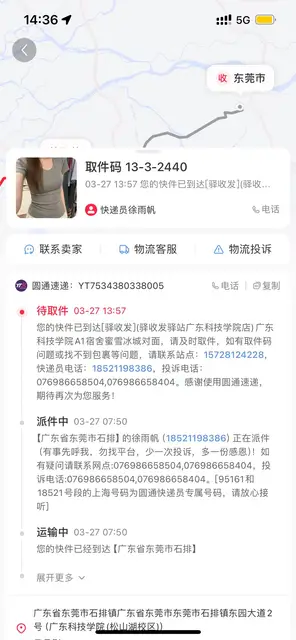 14:36
5G
收 东莞市
取件码 13-3-2440
03-27 13:57 您的快件已到达[驿收发](驿收...
快递员徐雨帆 电话
联系卖家 物流客服 物流投诉
圆通速递: YT7534380338005 电话 | 复制
待取件 03-27 13:57
您的快件已到达[驿收发](驿收发驿站广东科技学院店)广东
科技学院A1宿舍蜜雪冰城对面,请及时取件,如有取件码
问题或找不到包裹等问题,请联系站点: 15728124228,
快递员电话: 18521198386,投诉电话:
076986658504,076986658404。感谢使用圆通速递,
期待再次为您服务!
派件中 03-27 07:50
【广东省东莞市石排】的徐雨帆 (18521198386) 正在派件
(有事先呼我,勿找平台,少一次投诉,多一份感恩)! 如
有疑问请联系网点:076986658504,076986658404,投
诉电话:076986658504,076986658404。[95161和
18521号段的上海号码为圆通快递员专属号码,请放心接
听]
运输中 03-27 07:50
您的快件已经到达【广东省东莞市石排】
展开更多
广东省东莞市石排镇广东省东莞市东莞市石排镇东园大道2
号 (广东科技学院(松山湖校区))